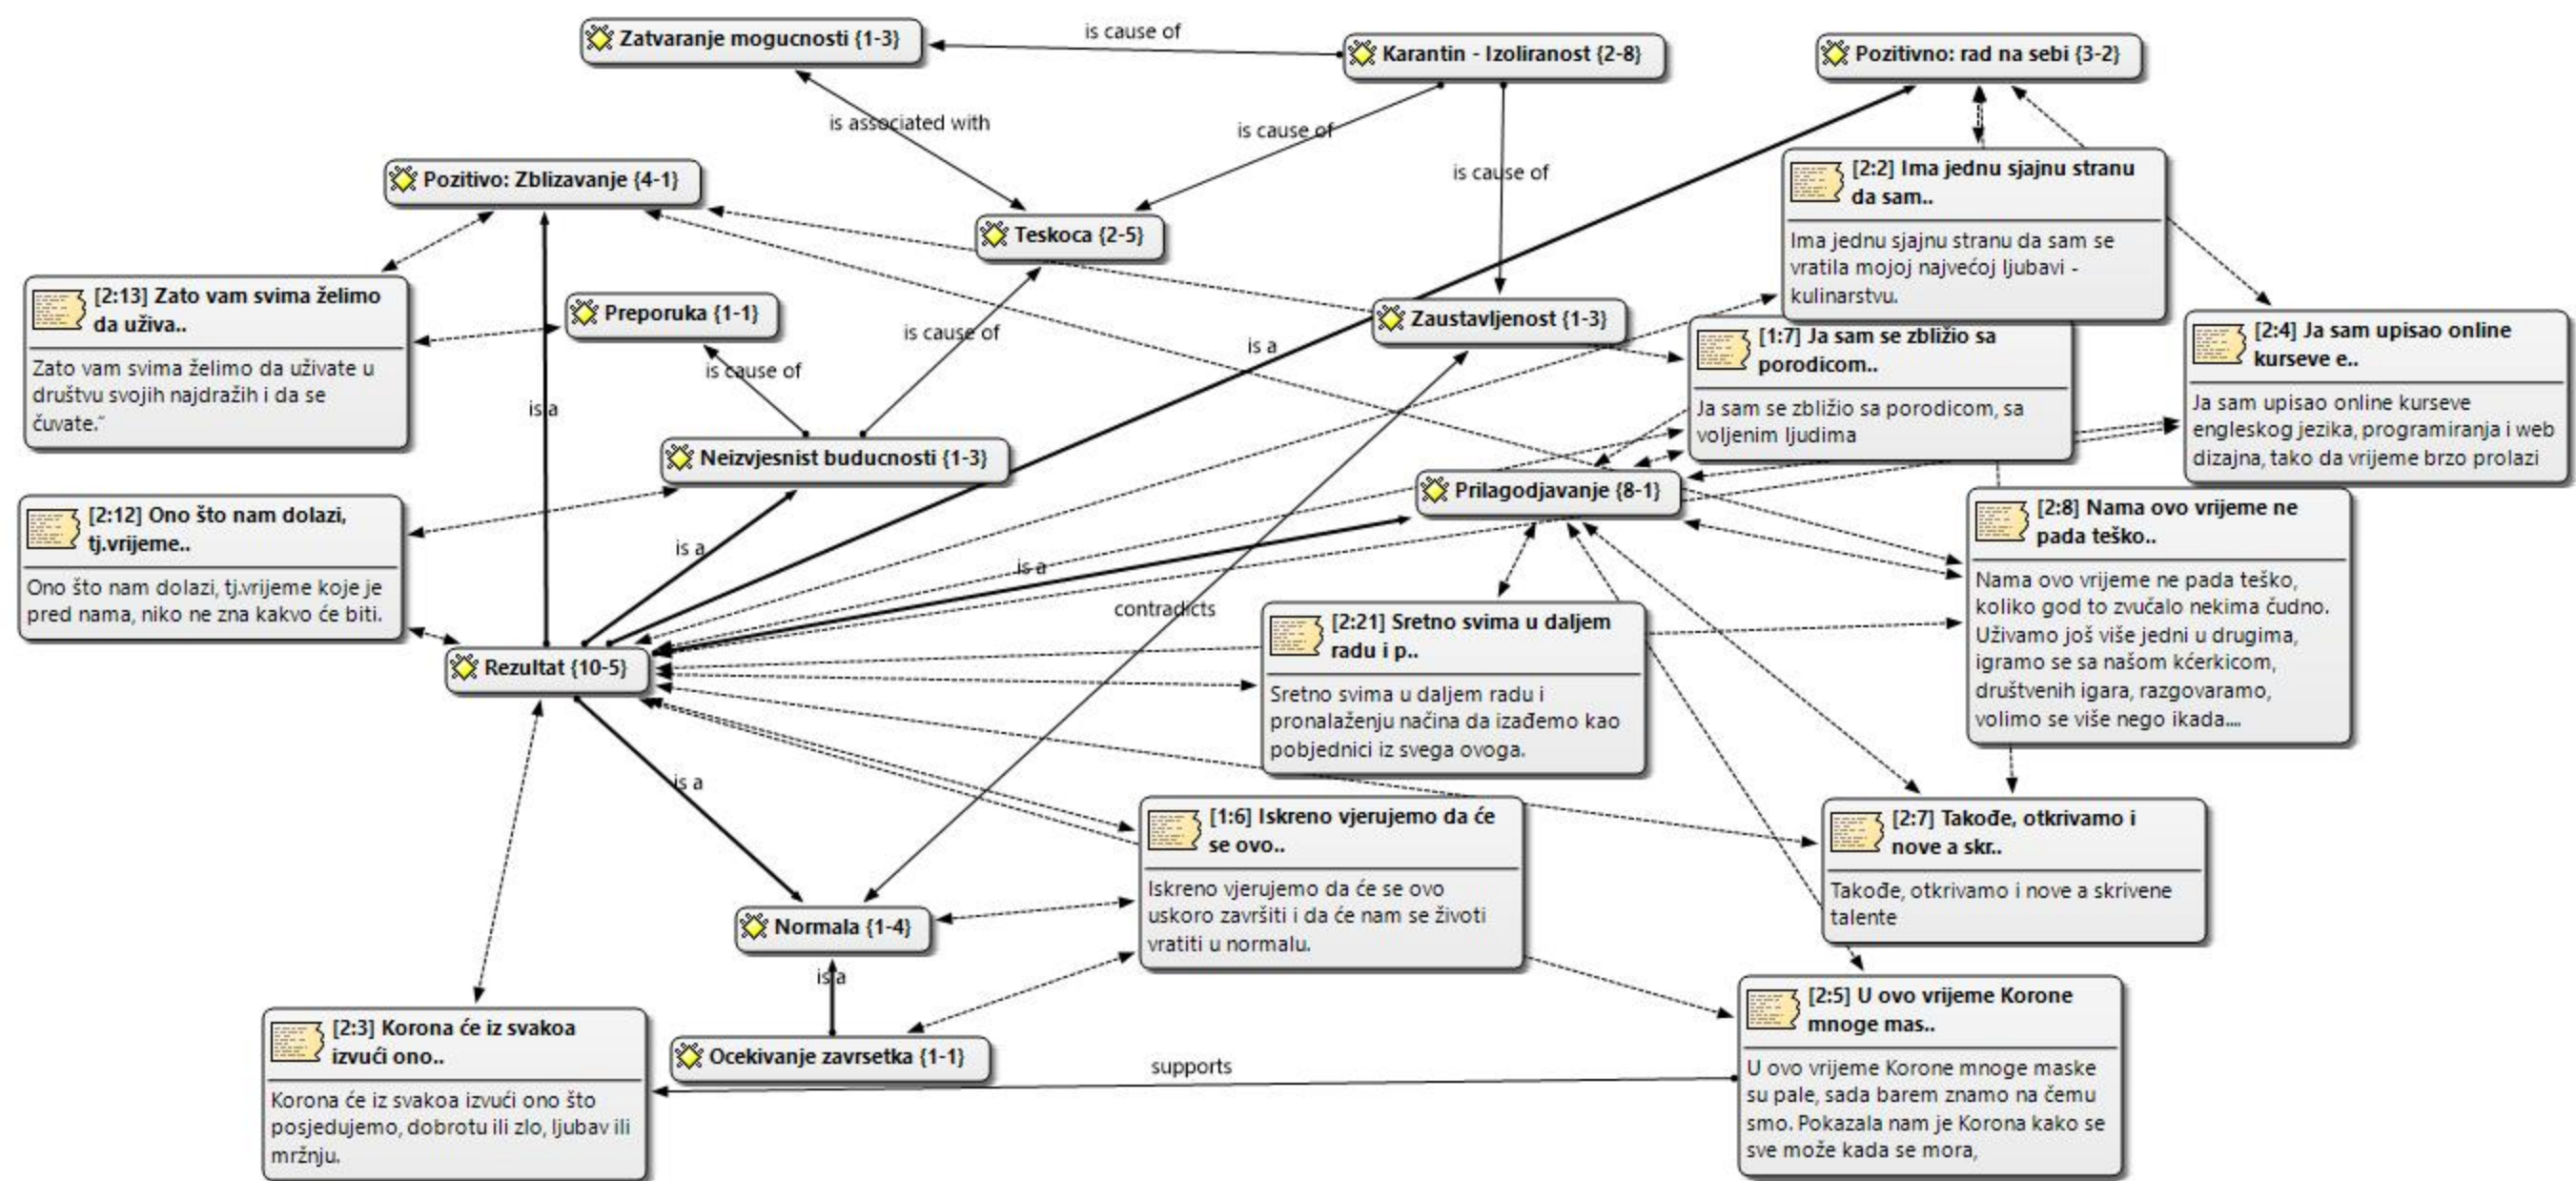 is cause of
Zatvaranje mogucnosti {1-3}
Karantin - Izoliranost {2-8}
Pozitivno: rad na sebi {3-2}
is associated with
is cause of
is cause of
Pozitivo: Zblizavanje {4-1}
[2:2] Ima jednu sjajnu stranu
da sam..
Ima jednu sjajnu stranu da sam se
vratila mojoj najvećoj ljubavi -
kulinarstvu.
Teskoca {2-5}
[2:13] Zato vam svima želimo
da uživa..
Zato vam svima želimo da uživate u
društvu svojih najdražih i da se
čuvate.“
Preporuka {1-1}
is cause of
is cause of
is a
Zaustavljenost {1-3}
[1:7] Ja sam se zbližio sa
porodicom..
Ja sam se zbližio sa porodicom, sa
voljenim ljudima
[2:4] Ja sam upisao online
kurseve e..
Ja sam upisao online kurseve
engleskog jezika, programiranja i web
dizajna, tako da vrijeme brzo prolazi
is a
Neizvjesnist buducnosti {1-3}
Prilagodjavanje {8-1}
[2:12] Ono što nam dolazi,
tj.vrijeme..
Ono što nam dolazi, tj.vrijeme koje je
pred nama, niko ne zna kakvo će biti.
is a
is a
contradicts
[2:8] Nama ovo vrijeme ne
pada teško..
Nama ovo vrijeme ne pada teško,
koliko god to zvučalo nekima čudno.
Uživamo još više jedni u drugima,
igramo se sa našom kćerkicom,
društvenih igara, razgovaramo,
volimo se više nego ikada....
Rezultat {10-5}
[2:21] Sretno svima u daljem
radu i p..
Sretno svima u daljem radu i
pronalaženju načina da izađemo kao
pobjednici iz svega ovoga.
is a
[1:6] Iskreno vjerujemo da će
se ovo..
Iskreno vjerujemo da će se ovo
uskoro završiti i da će nam se životi
vratiti u normalu.
[2:7] Takođe, otkrivamo i
nove a skr..
Takođe, otkrivamo i nove a skrivene
talente
Normala {1-4}
is a
Ocekivanje zavrsetka {1-1}
[2:3] Korona će iz svakoa
izvući ono..
Korona će iz svakoa izvući ono što
posjedujemo, dobrotu ili zlo, ljubav ili
mržnju.
supports
[2:5] U ovo vrijeme Korone
mnoge mas..
U ovo vrijeme Korone mnoge maske
su pale, sada barem znamo na čemu
smo. Pokazala nam je Korona kako se
sve može kada se mora,